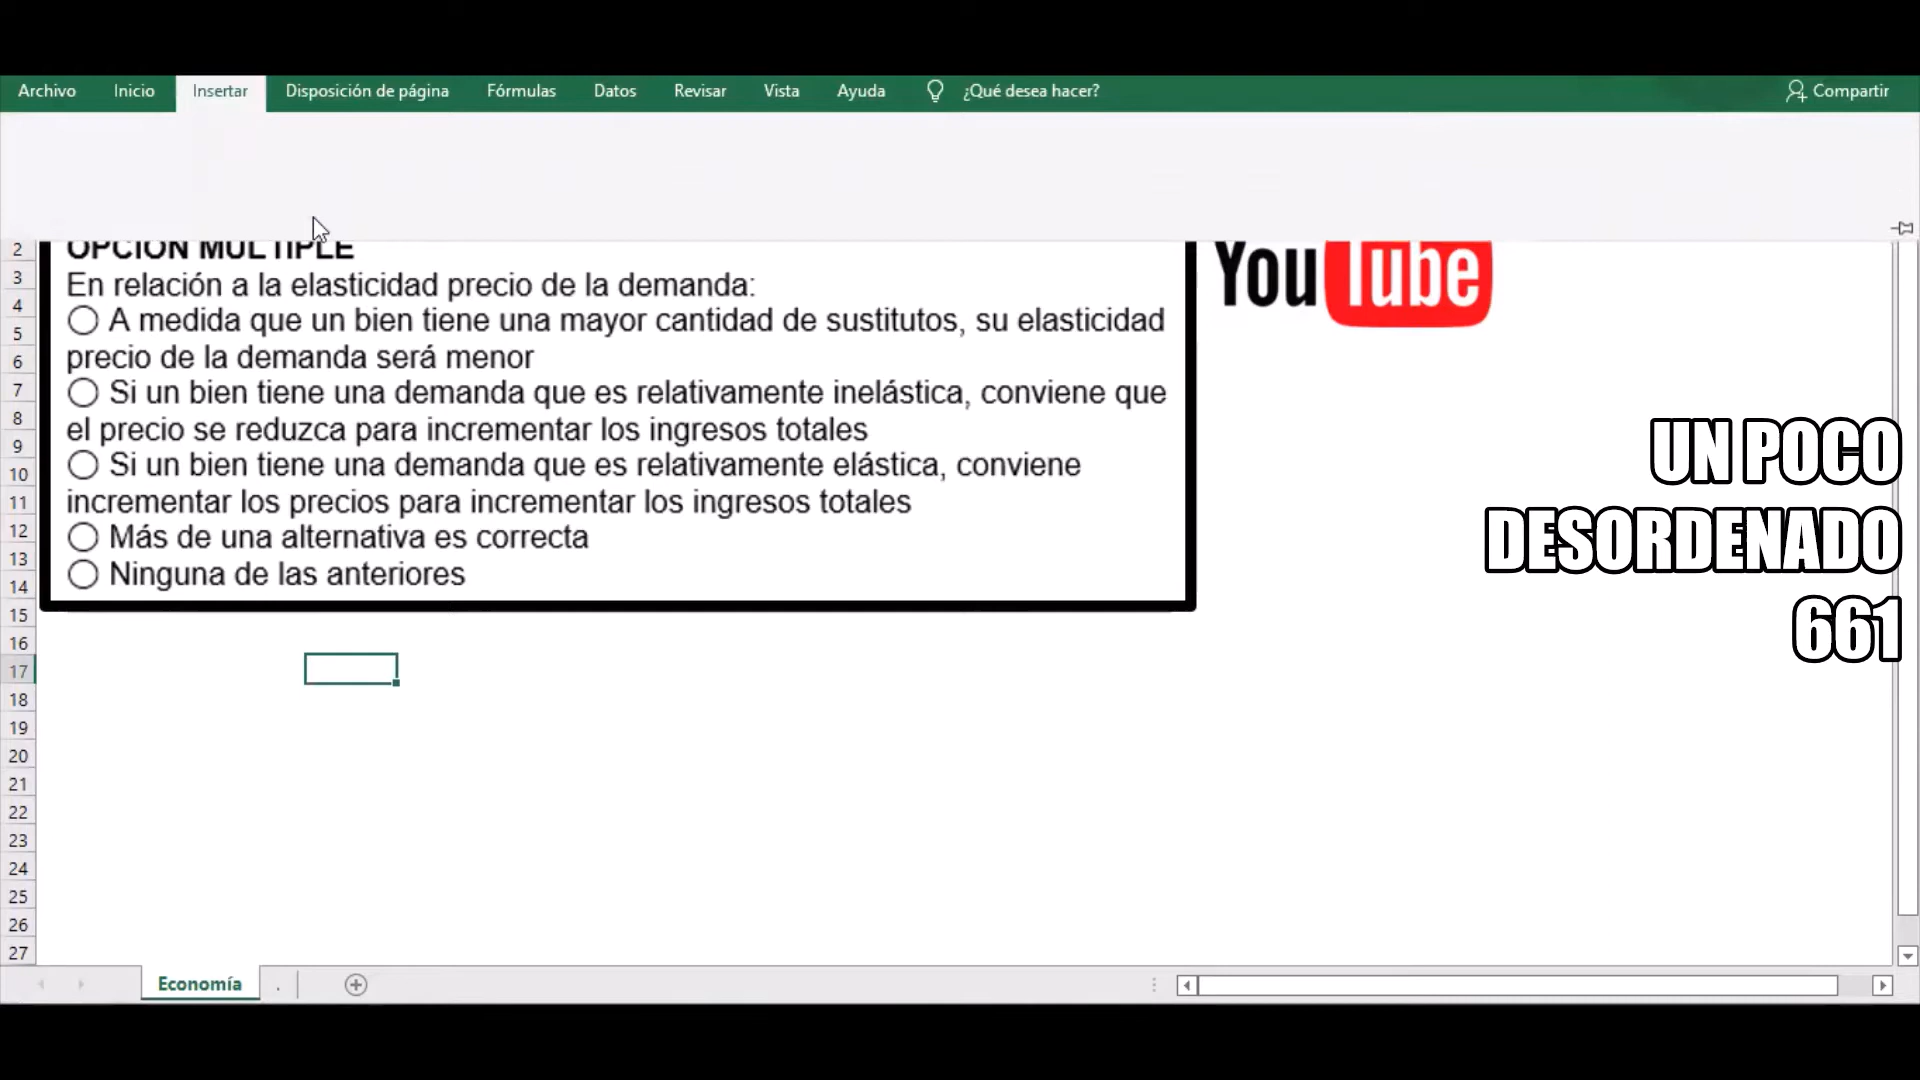 Archivo Inicio Insertar Disposición de página Fórmulas Datos Revisar Vista Ayuda ¿Qué desea hacer? Compartir
OPCIÓN MÚLTIPLE
En relación a la elasticidad precio de la demanda:
A medida que un bien tiene una mayor cantidad de sustitutos, su elasticidad
precio de la demanda será menor
Si un bien tiene una demanda que es relativamente inelástica, conviene que
el precio se reduzca para incrementar los ingresos totales
Si un bien tiene una demanda que es relativamente elástica, conviene
incrementar los precios para incrementar los ingresos totales
Más de una alternativa es correcta
Ninguna de las anteriores
YouTube
UN POCO
DESORDENADO
661
2
3
4
5
6
7
8
9
10
11
12
13
14
15
16
17
18
19
20
21
22
23
24
25
26
27
Economía .